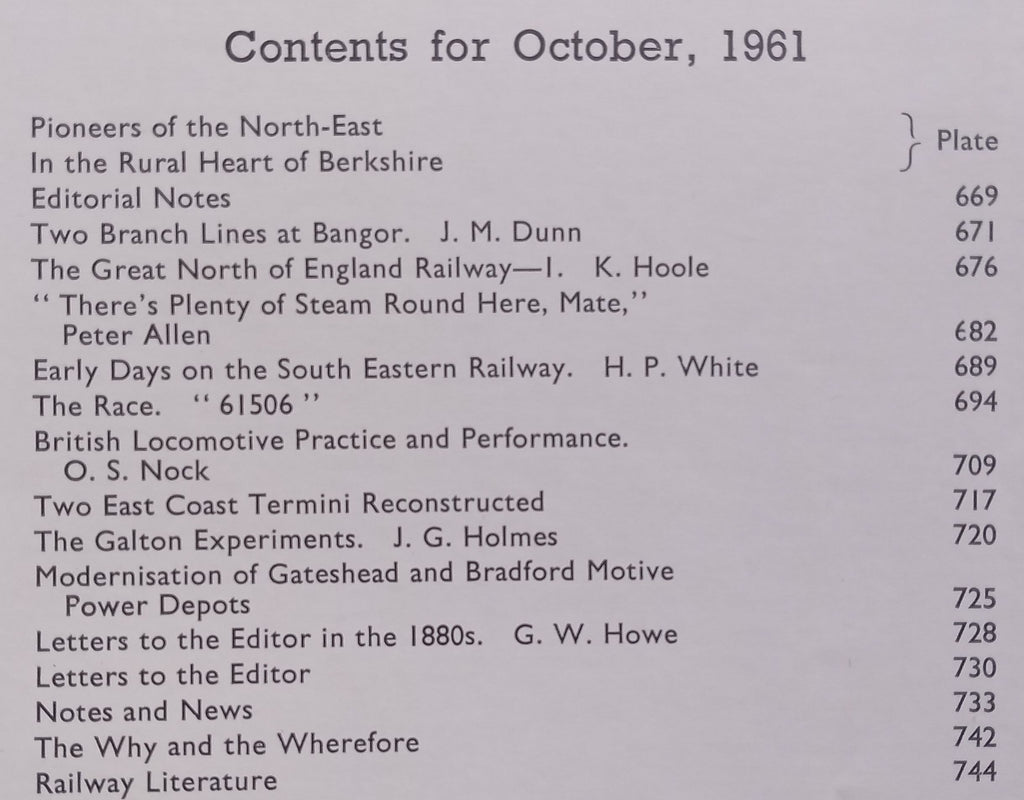 Contents for October, 1961
Pioneers of the North-East
In the Rural Heart of Berkshire } Plate
Editorial Notes 669
Two Branch Lines at Bangor. J. M. Dunn 671
The Great North of England Railway—I. K. Hoole 676
“ There’s Plenty of Steam Round Here, Mate,”
Peter Allen 682
Early Days on the South Eastern Railway. H. P. White 689
The Race. “ 61506 ” 694
British Locomotive Practice and Performance.
O. S. Nock 709
Two East Coast Termini Reconstructed 717
The Galton Experiments. J. G. Holmes 720
Modernisation of Gateshead and Bradford Motive
Power Depots 725
Letters to the Editor in the 1880s. G. W. Howe 728
Letters to the Editor 730
Notes and News 733
The Why and the Wherefore 742
Railway Literature 744